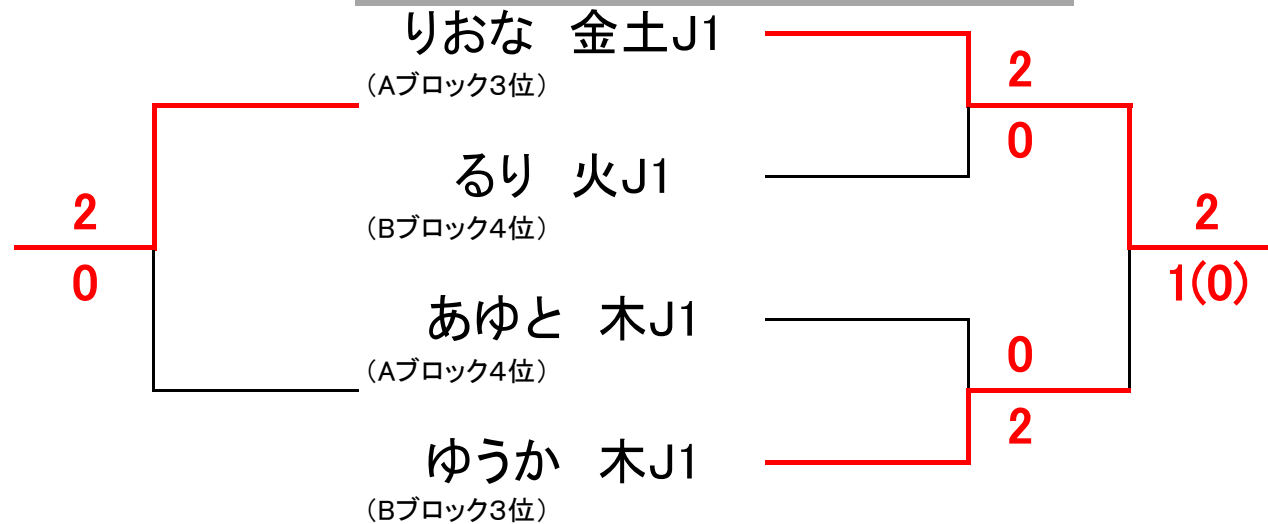 りおな　金土J1
（Aブロック3位）
2
0
るり　火J1
（Bブロック4位）
2
0
2
1(0)
あゆと　木J1
（Aブロック4位）
0
2
ゆうか　木J1
（Bブロック3位）